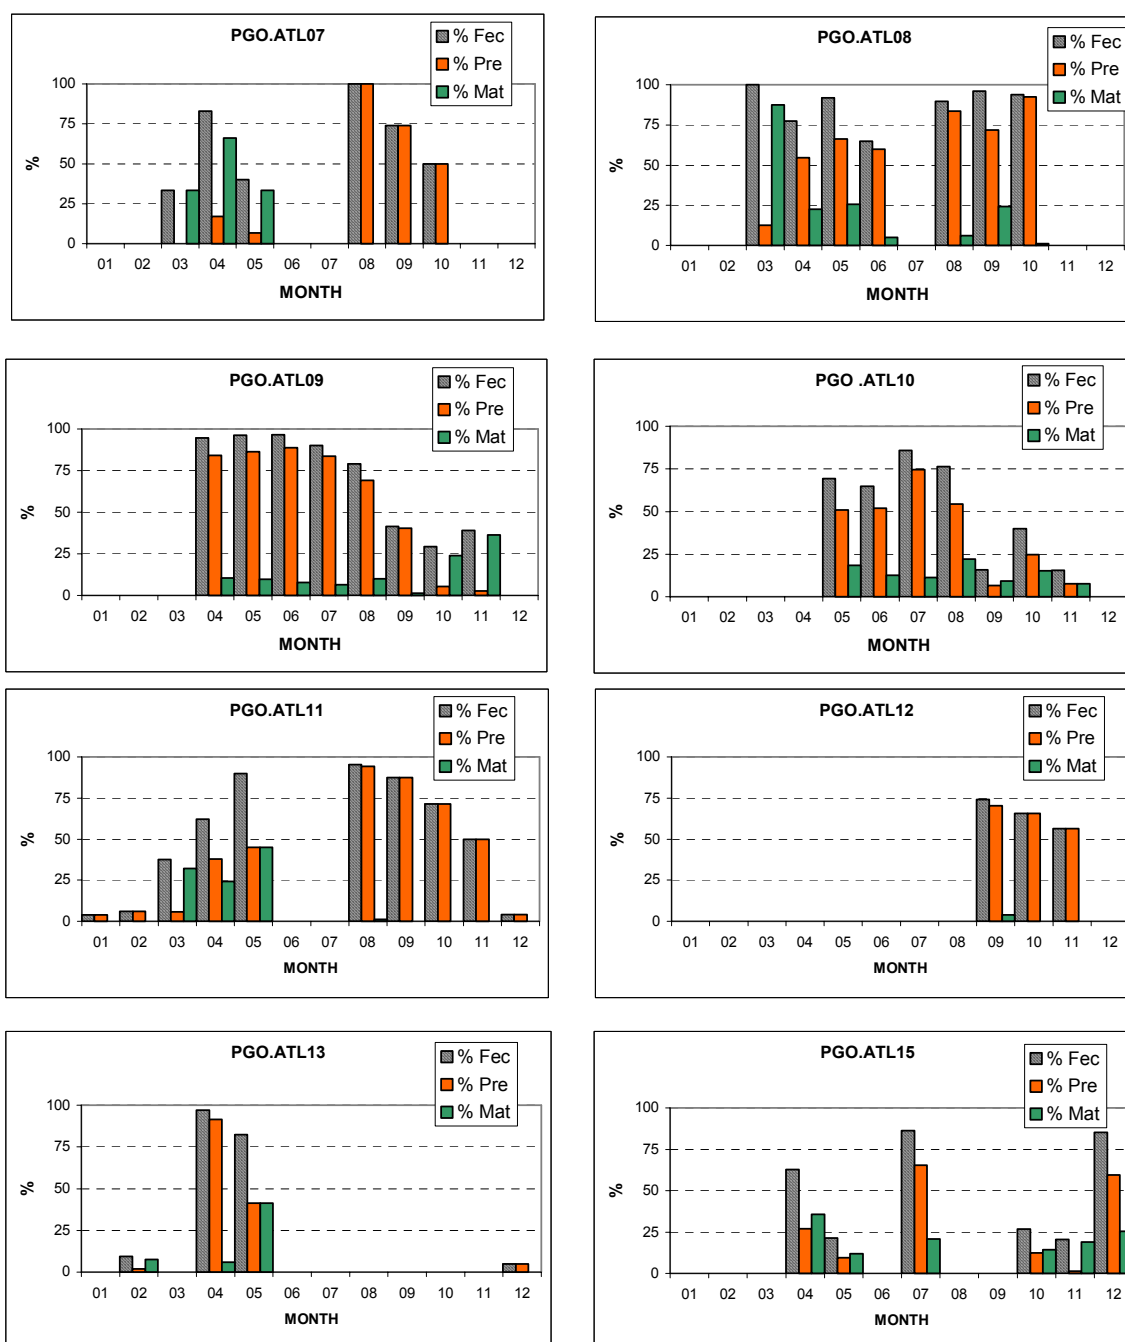 PGO.ATL07
% Fec
% Pre
% Mat
100
75
50
25
0
%
01 02 03 04 05 06 07 08 09 10 11 12
MONTH
PGO.ATL08
% Fec
% Pre
% Mat
100
75
50
25
0
%
01 02 03 04 05 06 07 08 09 10 11 12
MONTH
PGO.ATL09
% Fec
% Pre
% Mat
100
75
50
25
0
%
01 02 03 04 05 06 07 08 09 10 11 12
MONTH
PGO .ATL10
% Fec
% Pre
% Mat
100
75
50
25
0
%
01 02 03 04 05 06 07 08 09 10 11 12
MONTH
PGO.ATL11
% Fec
% Pre
% Mat
100
75
50
25
0
%
01 02 03 04 05 06 07 08 09 10 11 12
MONTH
PGO.ATL12
% Fec
% Pre
% Mat
100
75
50
25
0
%
01 02 03 04 05 06 07 08 09 10 11 12
MONTH
PGO.ATL13
% Fec
% Pre
% Mat
100
75
50
25
0
%
01 02 03 04 05 06 07 08 09 10 11 12
MONTH
PGO.ATL15
% Fec
% Pre
% Mat
100
75
50
25
0
%
01 02 03 04 05 06 07 08 09 10 11 12
MONTH